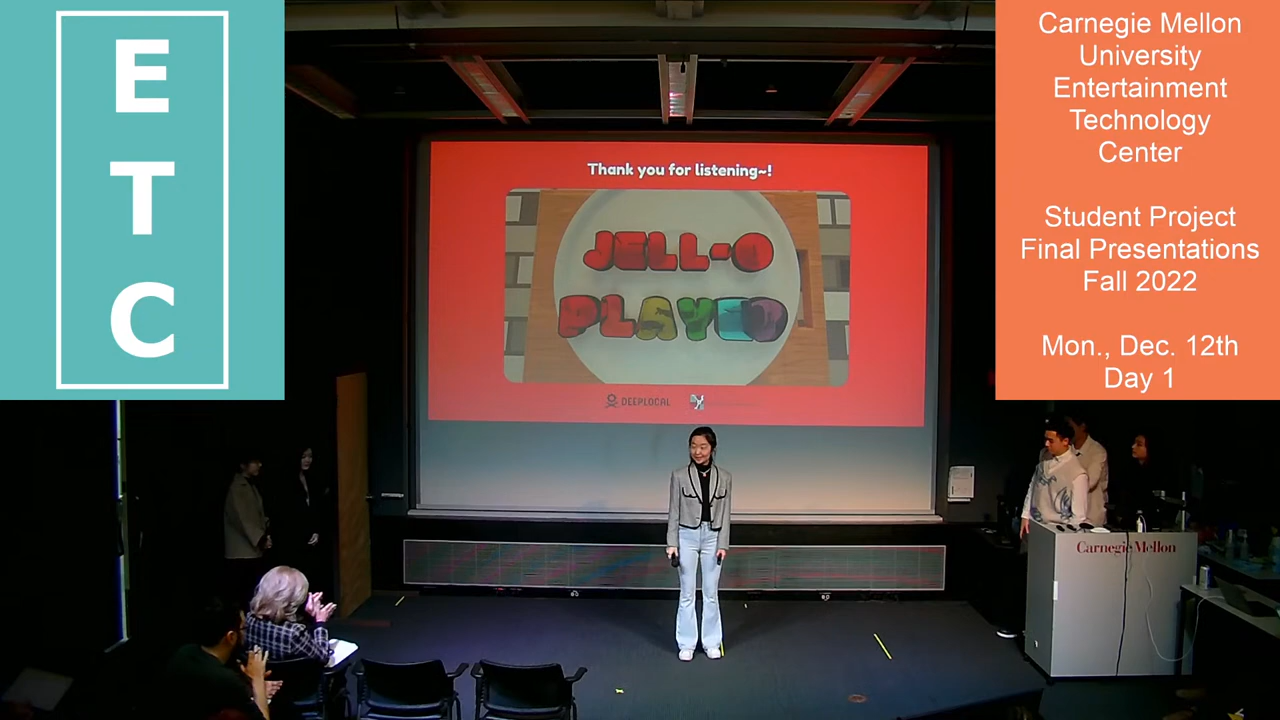 E
T
C
Carnegie Mellon
University
Entertainment
Technology
Center
Student Project
Final Presentations
Fall 2022
Mon., Dec. 12th
Day 1
Thank you for listening~!
JELL-O
PLAYED
DEEPLOCAL
Carnegie Mellon